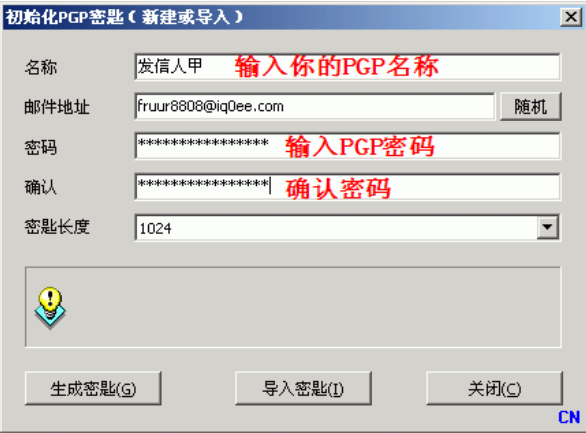 初始化PGP密匙（新建或导入）
名称 发信人甲 输入你的PGP名称
邮件地址 fruur8808@iq0ee.com 随机
密码 **************** 输入PGP密码
确认 **************** 确认密码
密匙长度 1024
生成密匙(G) 导入密匙(I) 关闭(C)
CN